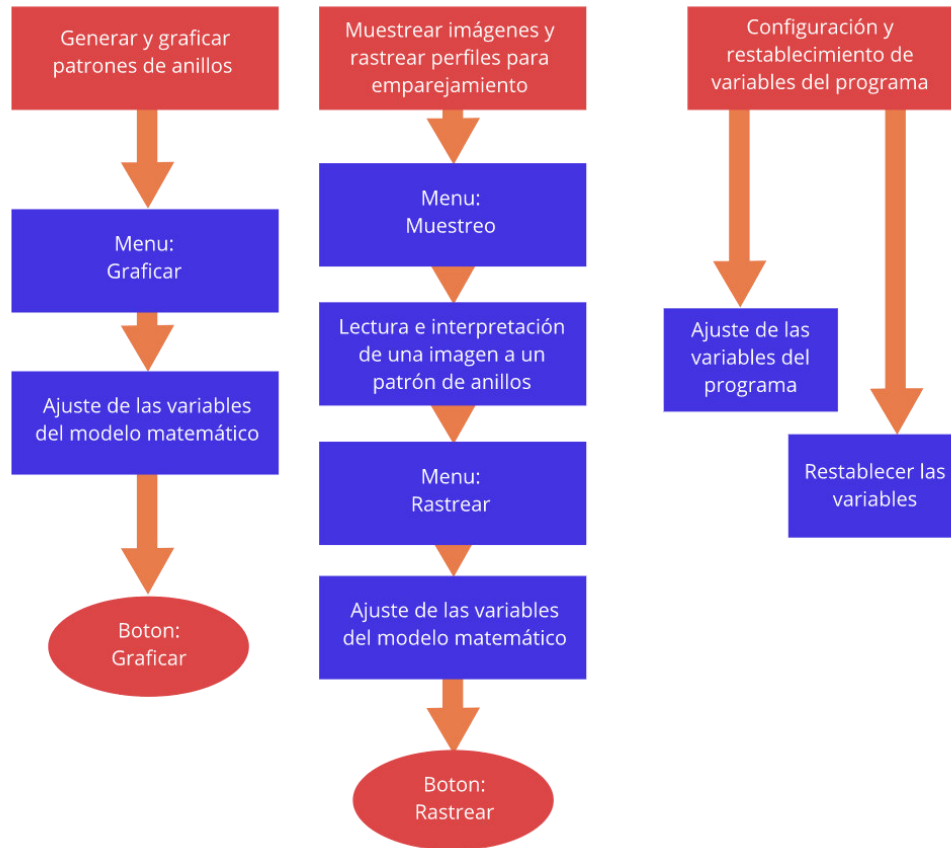 Generar y graficar
patrones de anillos
Menu:
Graficar
Ajuste de las variables
del modelo matemático
Boton:
Graficar
Muestrear imágenes y
rastrear perfiles para
emparejamiento
Menu:
Muestreo
Lectura e interpretación
de una imagen a un
patrón de anillos
Menu:
Rastrear
Ajuste de las variables
del modelo matemático
Boton:
Rastrear
Configuración y
restablecimiento de
variables del programa
Ajuste de las
variables del
programa
Restablecer las
variables